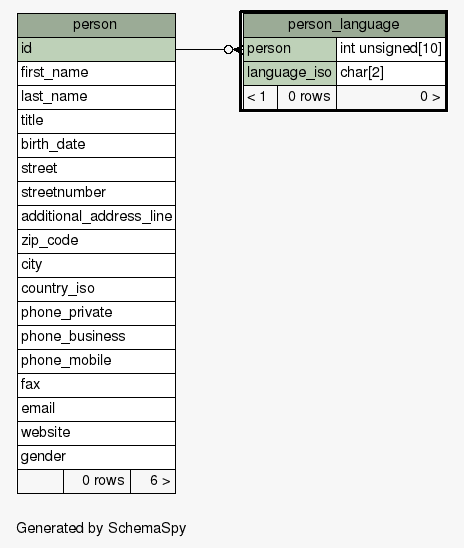 person
id
first_name
last_name
title
birth_date
street
streetnumber
additional_address_line
zip_code
city
country_iso
phone_private
phone_business
phone_mobile
fax
email
website
gender
0 rows 6 >
person_language
person int unsigned[10]
language_iso char[2]
< 1 0 rows 0 >
Generated by SchemaSpy